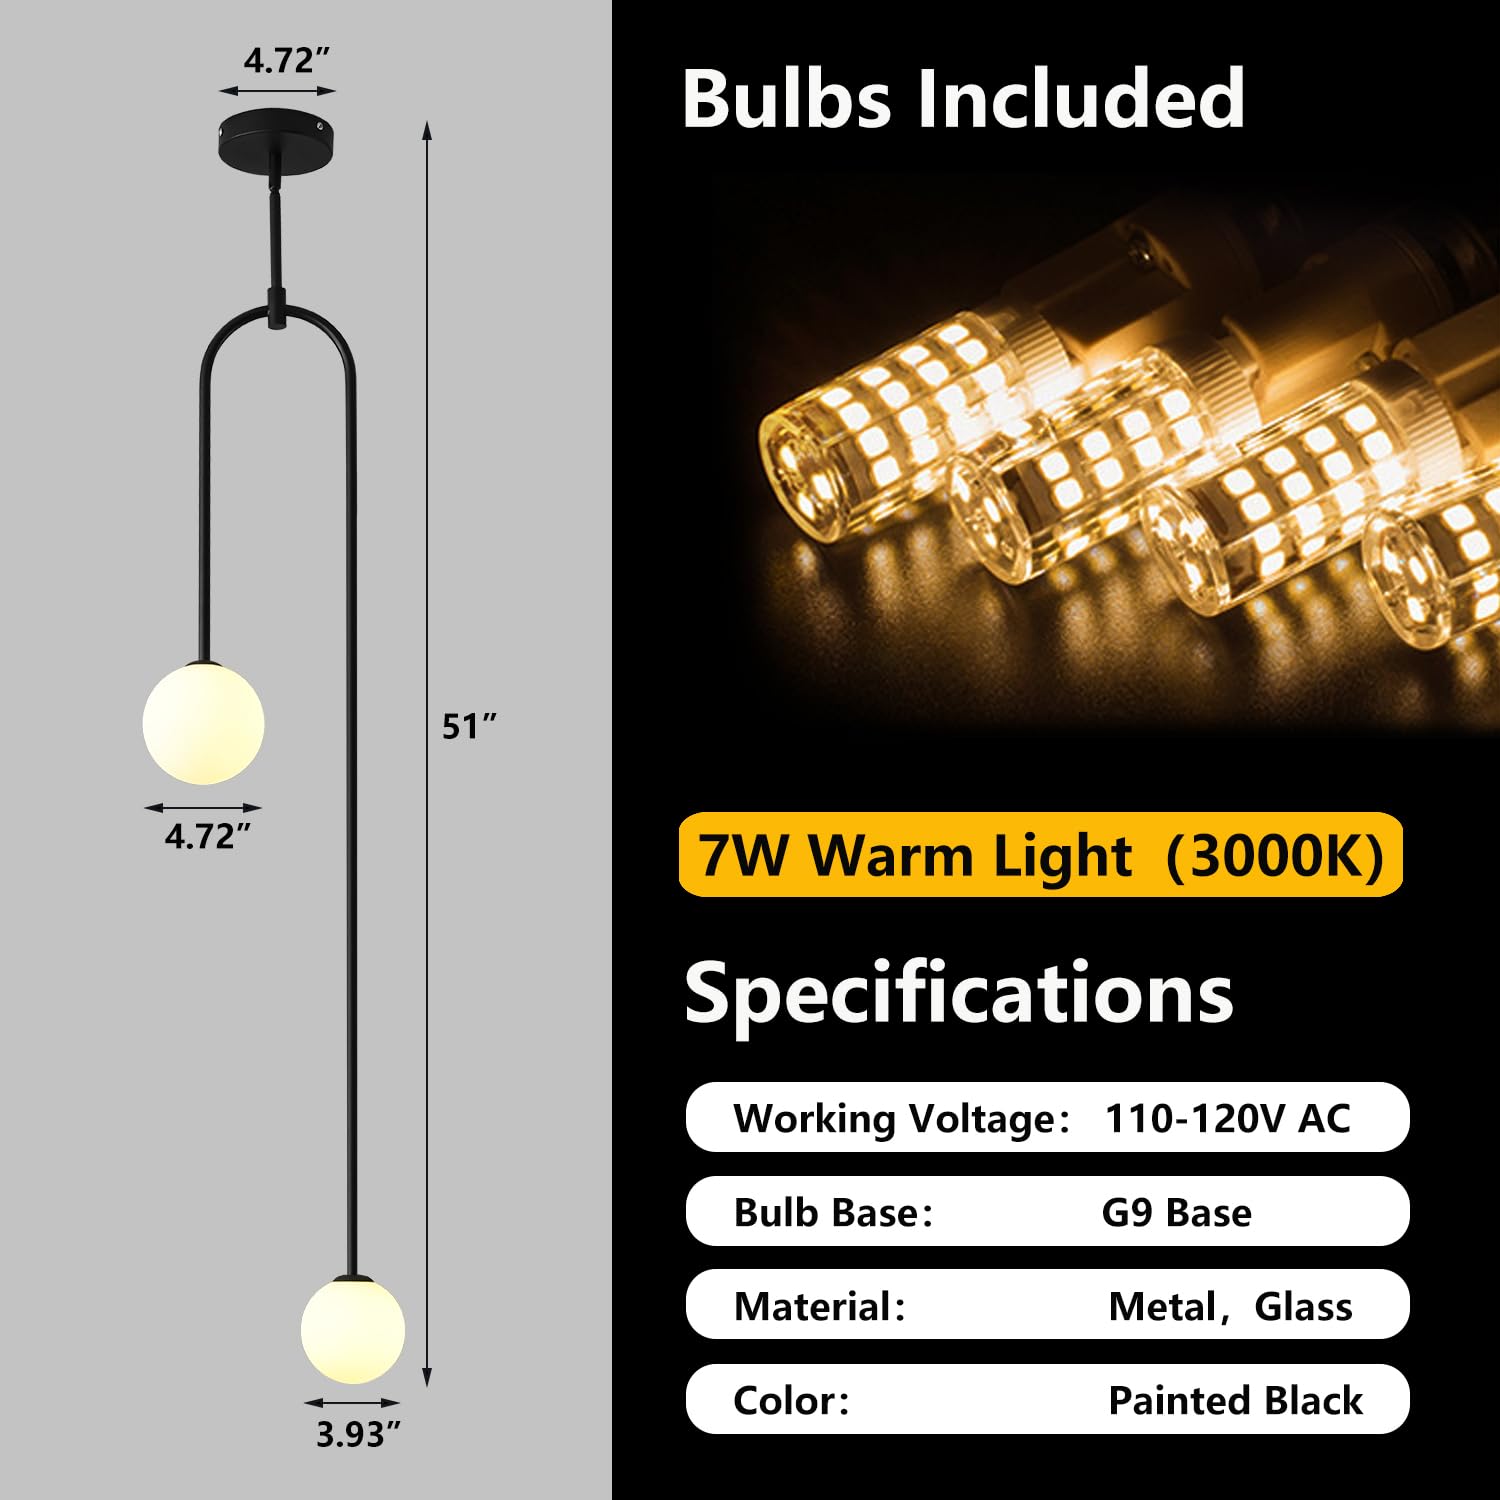 4.72”
51”
4.72”
3.93”
Bulbs Included
7W Warm Light（3000K）
Specifications
Working Voltage： 110-120V AC
Bulb Base： G9 Base
Material： Metal，Glass
Color： Painted Black